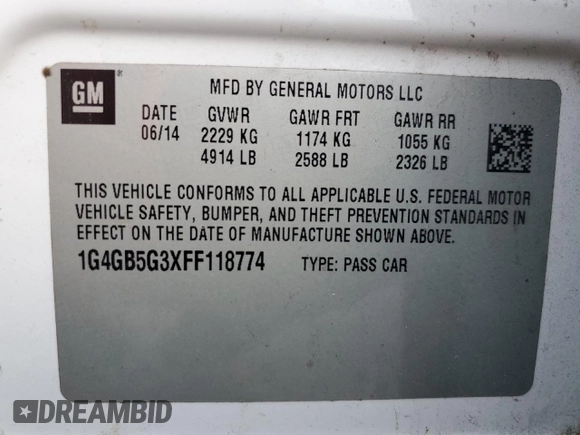 GM
MFD BY GENERAL MOTORS LLC
DATE GVWR GAWR FRT GAWR RR
06/14 2229 KG 1174 KG 1055 KG
4914 LB 2588 LB 2326 LB
THIS VEHICLE CONFORMS TO ALL APPLICABLE U.S. FEDERAL MOTOR
VEHICLE SAFETY, BUMPER, AND THEFT PREVENTION STANDARDS IN
EFFECT ON THE DATE OF MANUFACTURE SHOWN ABOVE.
1G4GB5G3XFF118774 TYPE: PASS CAR
DREAMBID